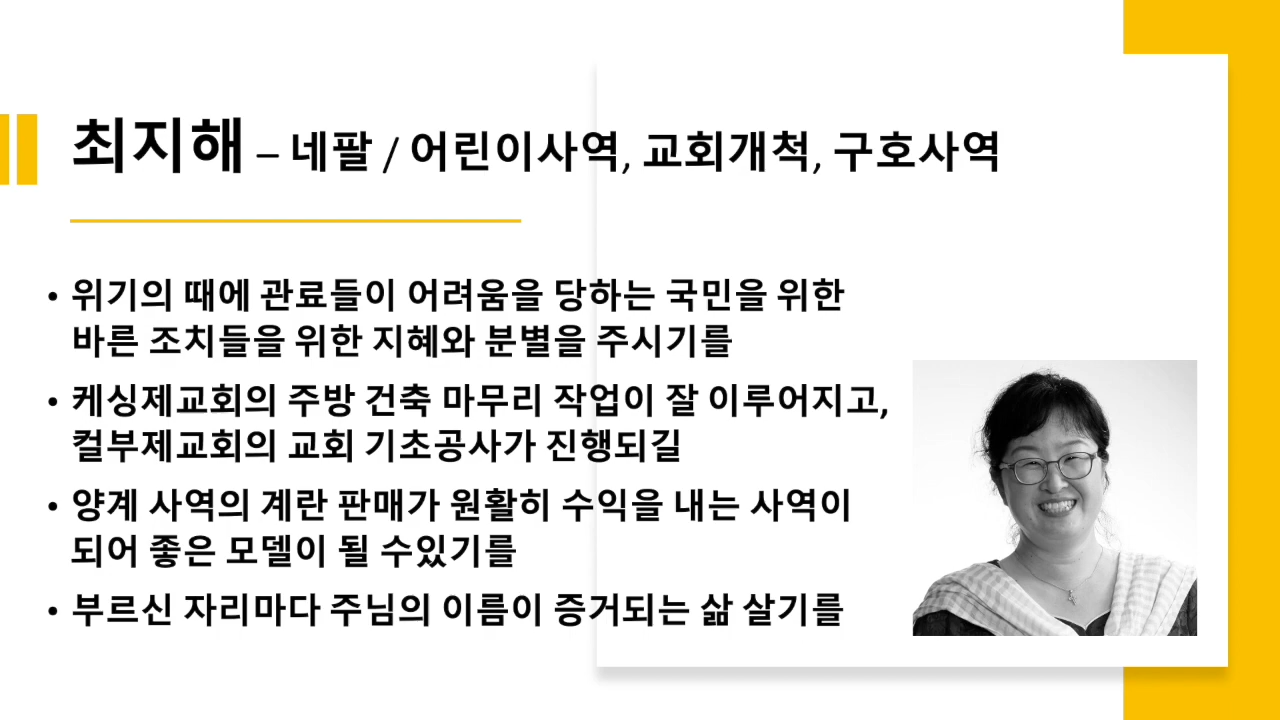 최지해 – 네팔 / 어린이사역, 교회개척, 구호사역
• 위기의 때에 관료들이 어려움을 당하는 국민을 위한
바른 조치들을 위한 지혜와 분별을 주시기를
• 케싱제교회의 주방 건축 마무리 작업이 잘 이루어지고,
컬부제교회의 교회 기초공사가 진행되길
• 양계 사역의 계란 판매가 원활히 수익을 내는 사역이
되어 좋은 모델이 될 수있기를
• 부르신 자리마다 주님의 이름이 증거되는 삶 살기를